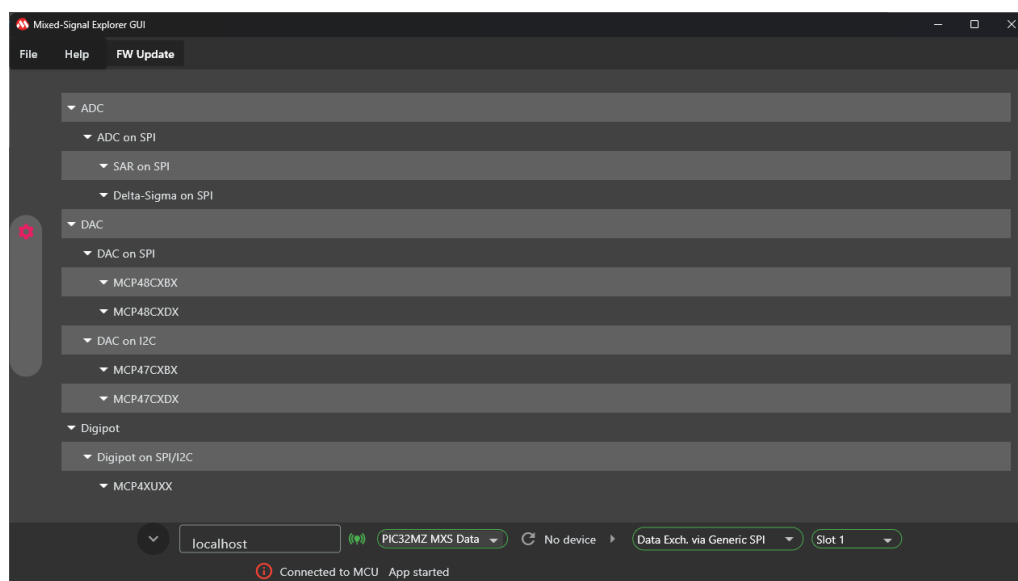 Mixed-Signal Explorer GUI
File Help FW Update
ADC
ADC on SPI
SAR on SPI
Delta-Sigma on SPI
DAC
DAC on SPI
MCP48CXBX
MCP48CXDX
DAC on I2C
MCP47CXBX
MCP47CXDX
Digipot
Digipot on SPI/I2C
MCP4XUXX
localhost PIC32MZ MXS Data No device Data Exch. via Generic SPI Slot 1
Connected to MCU App started